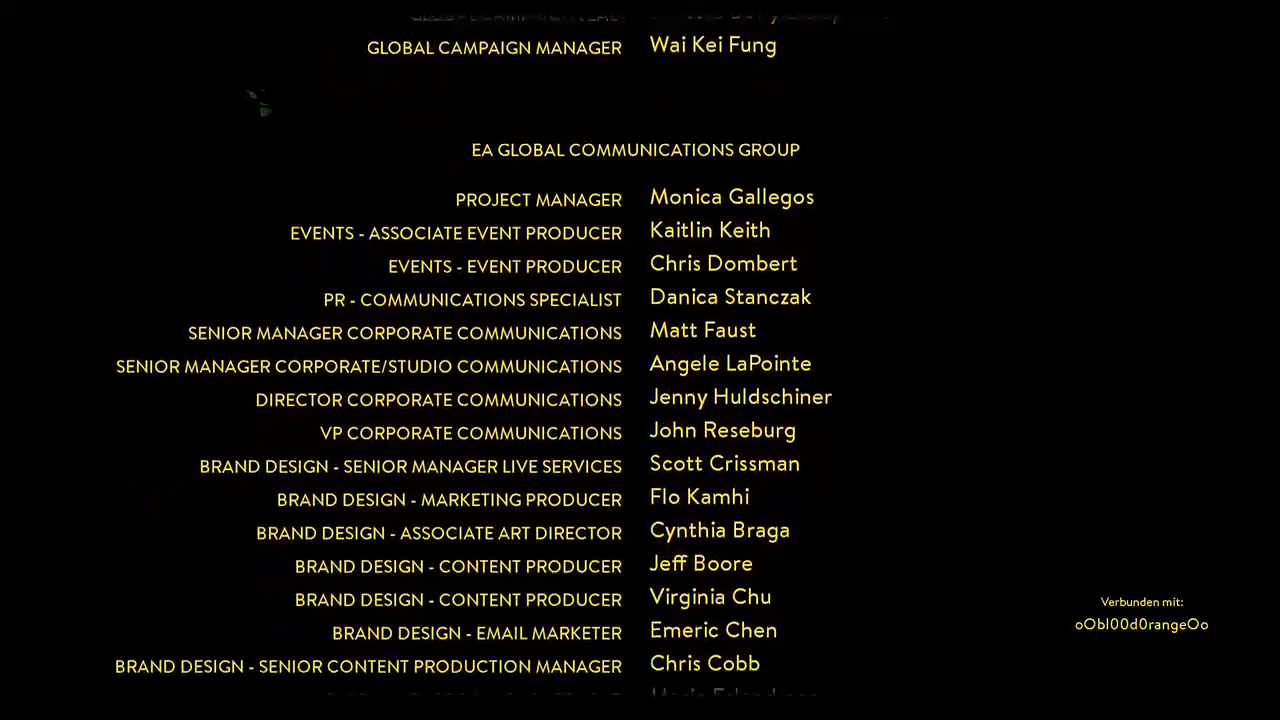 GLOBAL CAMPAIGN MANAGER Wai Kei Fung
EA GLOBAL COMMUNICATIONS GROUP
PROJECT MANAGER Monica Gallegos
EVENTS - ASSOCIATE EVENT PRODUCER Kaitlin Keith
EVENTS - EVENT PRODUCER Chris Dombert
PR - COMMUNICATIONS SPECIALIST Danica Stanczak
SENIOR MANAGER CORPORATE COMMUNICATIONS Matt Faust
SENIOR MANAGER CORPORATE/STUDIO COMMUNICATIONS Angele LaPointe
DIRECTOR CORPORATE COMMUNICATIONS Jenny Huldschiner
VP CORPORATE COMMUNICATIONS John Reseburg
BRAND DESIGN - SENIOR MANAGER LIVE SERVICES Scott Crissman
BRAND DESIGN - MARKETING PRODUCER Flo Kamhi
BRAND DESIGN - ASSOCIATE ART DIRECTOR Cynthia Braga
BRAND DESIGN - CONTENT PRODUCER Jeff Boore
BRAND DESIGN - CONTENT PRODUCER Virginia Chu
BRAND DESIGN - EMAIL MARKETER Emeric Chen
BRAND DESIGN - SENIOR CONTENT PRODUCTION MANAGER Chris Cobb
Verbunden mit:
oObl00d0rangeOo